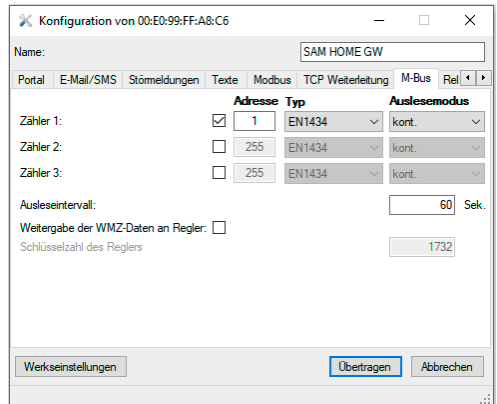 Konfiguration von 00:E0:99:FF:A8:C6
Name: SAM HOME GW
Portal E-Mail/SMS Störmeldungen Texte Modbus TCP Weiterleitung M-Bus Rel
Adresse Typ Auslesemodus
Zähler 1: 1 EN1434 kont.
Zähler 2: 255 EN1434 kont.
Zähler 3: 255 EN1434 kont.
Ausleseintervall: 60 Sek.
Weitergabe der WMZ-Daten an Regler:
Schlüsselzahl des Reglers 1732
Werkseinstellungen Übertragen Abbrechen